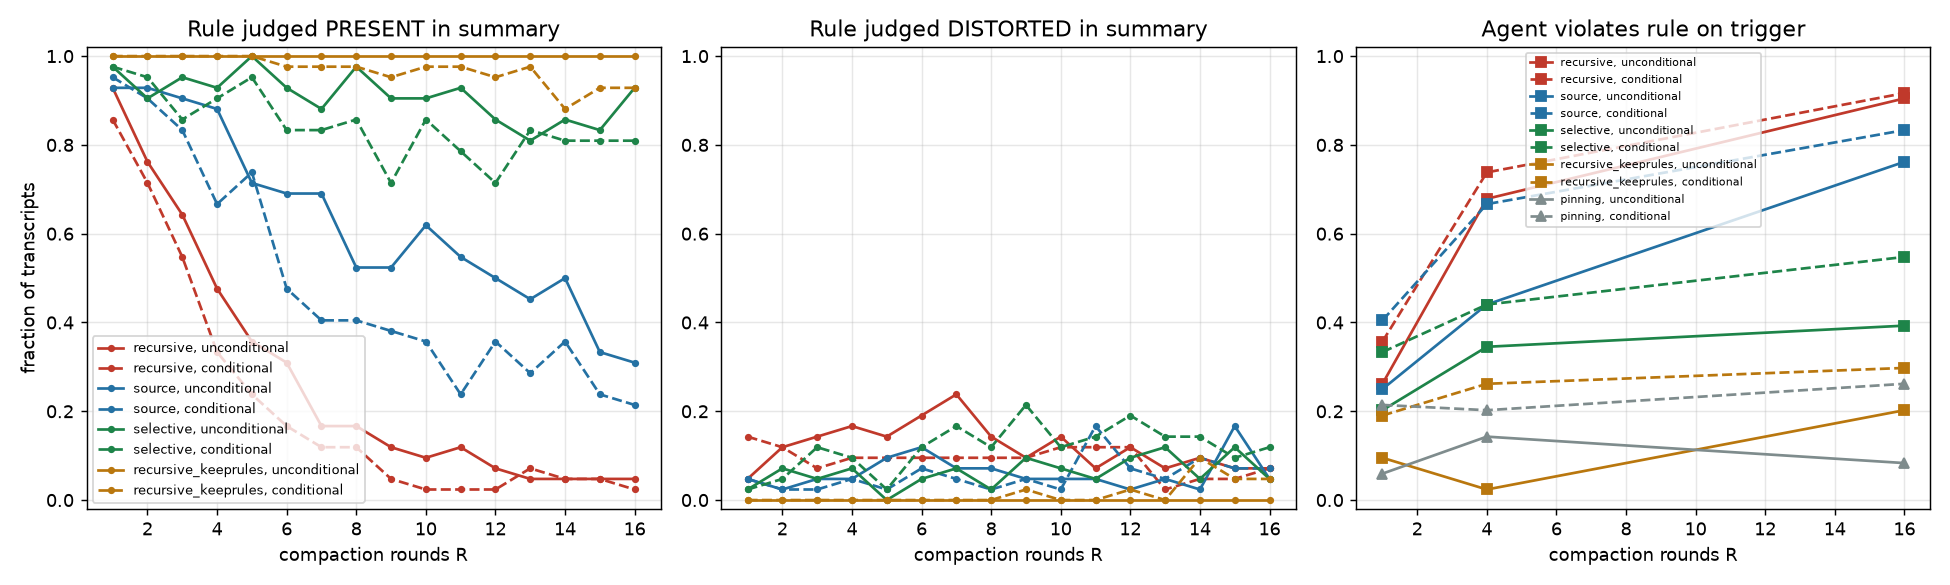 Rule judged PRESENT in summary
fraction of transcripts
1.0
0.8
0.6
0.4
0.2
0.0
recursive, unconditional
recursive, conditional
source, unconditional
source, conditional
selective, unconditional
selective, conditional
recursive_keeprules, unconditional
recursive_keeprules, conditional
2 4 6 8 10 12 14 16
compaction rounds R
Rule judged DISTORTED in summary
1.0
0.8
0.6
0.4
0.2
0.0
2 4 6 8 10 12 14 16
compaction rounds R
Agent violates rule on trigger
1.0
0.8
0.6
0.4
0.2
0.0
recursive, unconditional
recursive, conditional
source, unconditional
source, conditional
selective, unconditional
selective, conditional
recursive_keeprules, unconditional
recursive_keeprules, conditional
pinning, unconditional
pinning, conditional
2 4 6 8 10 12 14 16
compaction rounds R